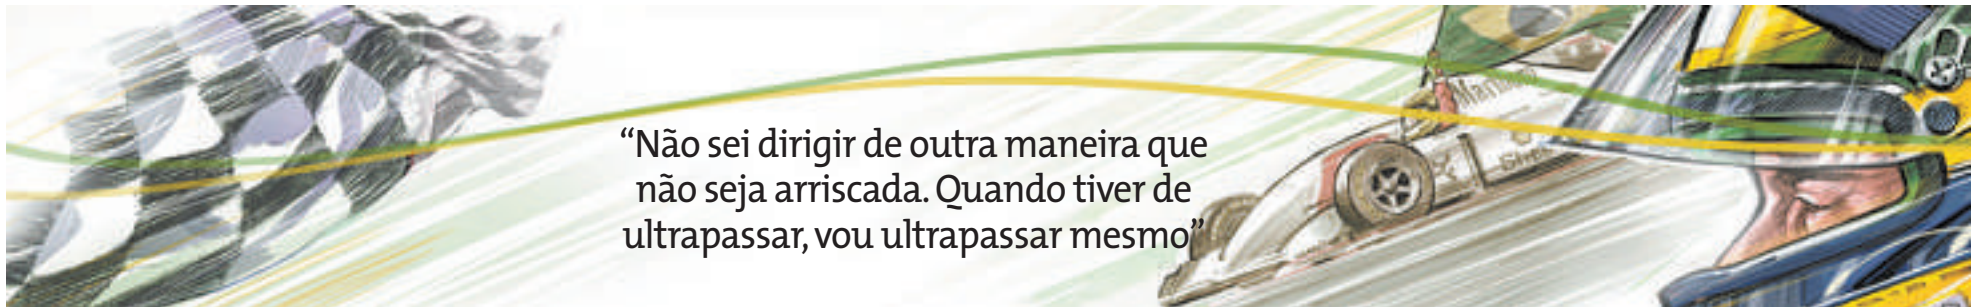 “Não sei dirigir de outra maneira que
não seja arriscada. Quando tiver de
ultrapassar, vou ultrapassar mesmo”